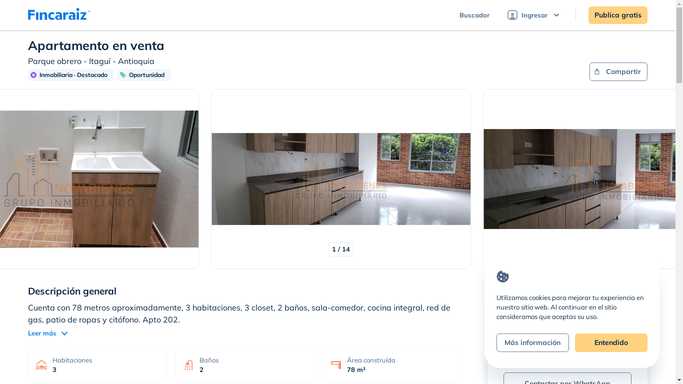 Fincaraiz
Buscador
Ingresar
Publica gratis
Apartamento en venta
Parque obrero - Itaguí - Antioquia
Inmobiliaria · Destacado
Oportunidad
Compartir
GRUPO INMOBILIARIO
1 / 14
Descripción general
Cuenta con 78 metros aproximadamente, 3 habitaciones, 3 closet, 2 baños, sala-comedor, cocina integral, red de
gas, patio de ropas y citófono. Apto 202.
Leer más
Habitaciones
3
Baños
2
Área construida
78 m²
Utilizamos cookies para mejorar tu experiencia en
nuestro sitio web. Al continuar en el sitio
consideramos que aceptas su uso.
Más información
Entendido
Contactar por WhatsApp